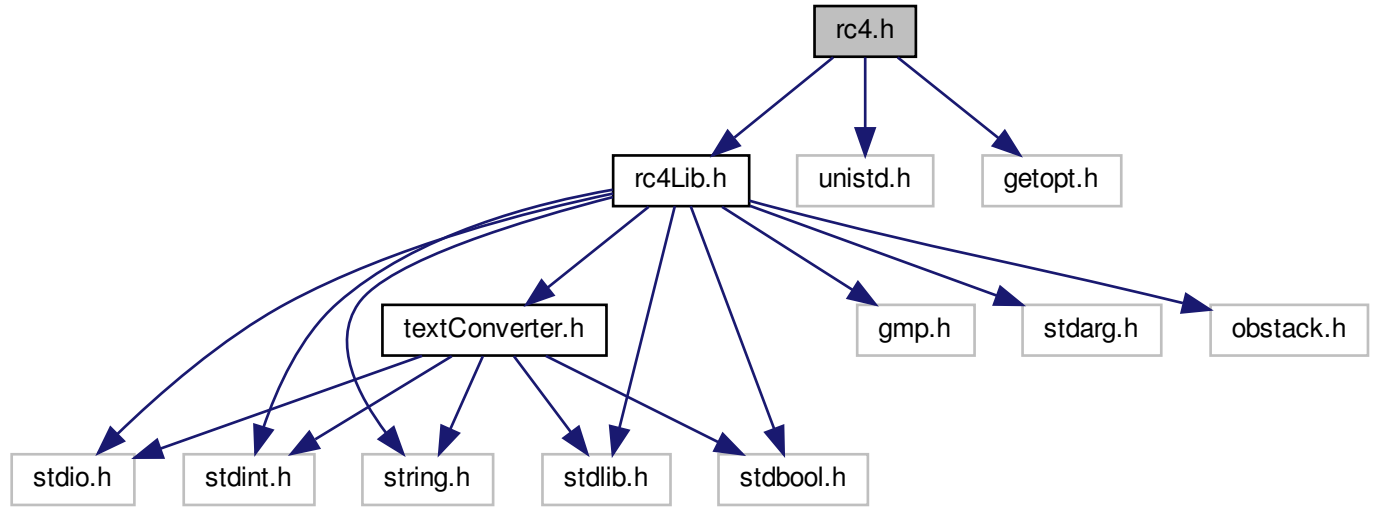 rc4.h
rc4Lib.h
unistd.h
getopt.h
textConverter.h
gmp.h
stdarg.h
obstack.h
stdio.h
stdint.h
string.h
stdlib.h
stdbool.h